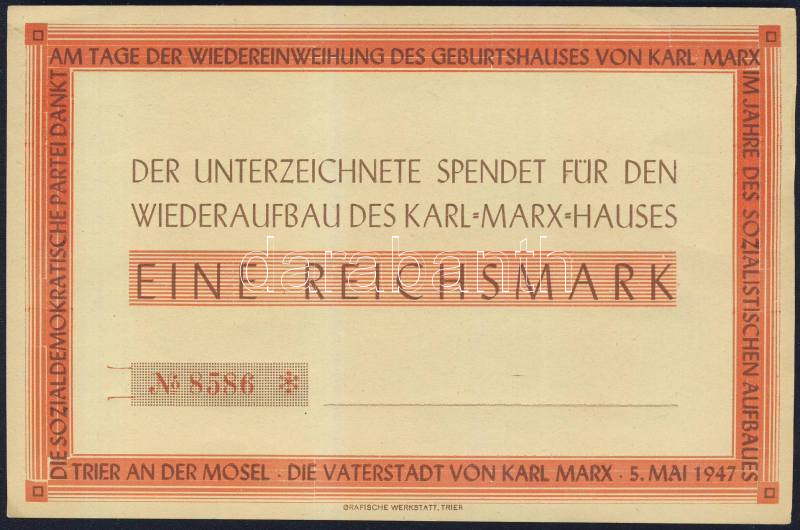 AM TAGE DER WIEDEREINWEIHUNG DES GEBURTSHAUSES VON KARL MARX
IM JAHRE DES SOZIALISTISCHEN AUFBAUES
DIE SOZIALDEMOKRATISCHE PARTEI DANKT
DER UNTERZEICHNETE SPENDET FÜR DEN
WIEDERAUFBAU DES KARL=MARX=HAUSES
EINE REICHSMARK
darabanth
№ 8586 *
TRIER AN DER MOSEL · DIE VATERSTADT VON KARL MARX · 5. MAI 1947
GRAFISCHE WERKSTATT, TRIER